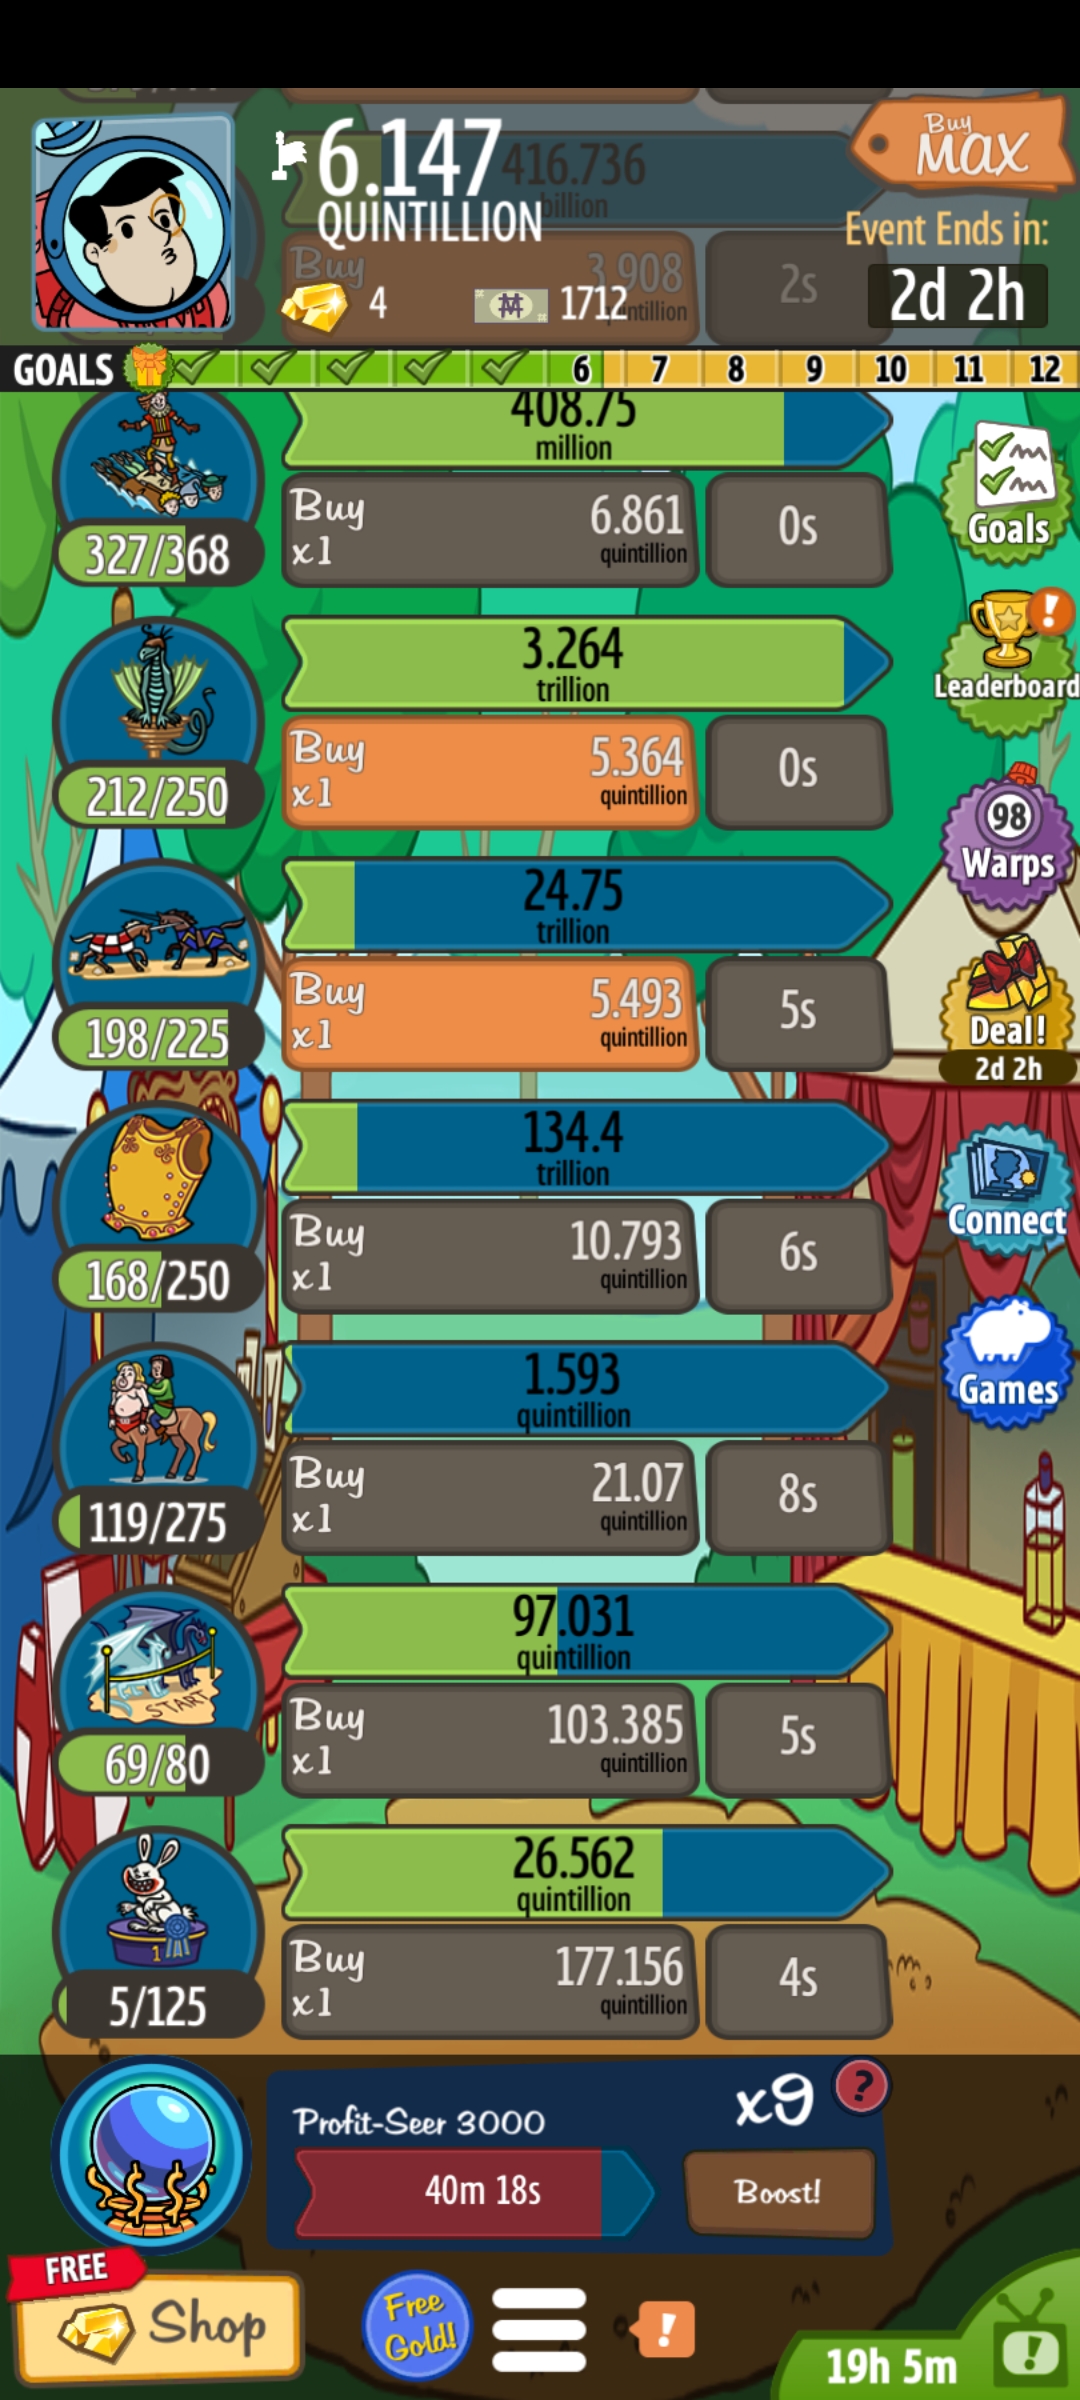 6.147
QUINTILLION
416.736
billion
Buy
MAX
Event Ends in:
2d 2h
Buy
3.908
2s
4
1712
GOALS
6
7
8
9
10
11
12
408.75
million
Buy
x1
6.861
quintillion
0s
327/368
Goals
3.264
trillion
Buy
x1
5.364
quintillion
0s
212/250
Leaderboard
24.75
trillion
Buy
x1
5.493
quintillion
5s
198/225
98
Warps
Deal!
2d 2h
134.4
trillion
Buy
x1
10.793
quintillion
6s
168/250
Connect
1.593
quintillion
Buy
x1
21.07
quintillion
8s
119/275
Games
97.031
quintillion
START
Buy
x1
103.385
quintillion
5s
69/80
26.562
quintillion
1
Buy
x1
177.156
quintillion
4s
5/125
Profit-Seer 3000
x9
?
40m 18s
Boost!
FREE
Shop
Free
Gold!
!
19h 5m
!